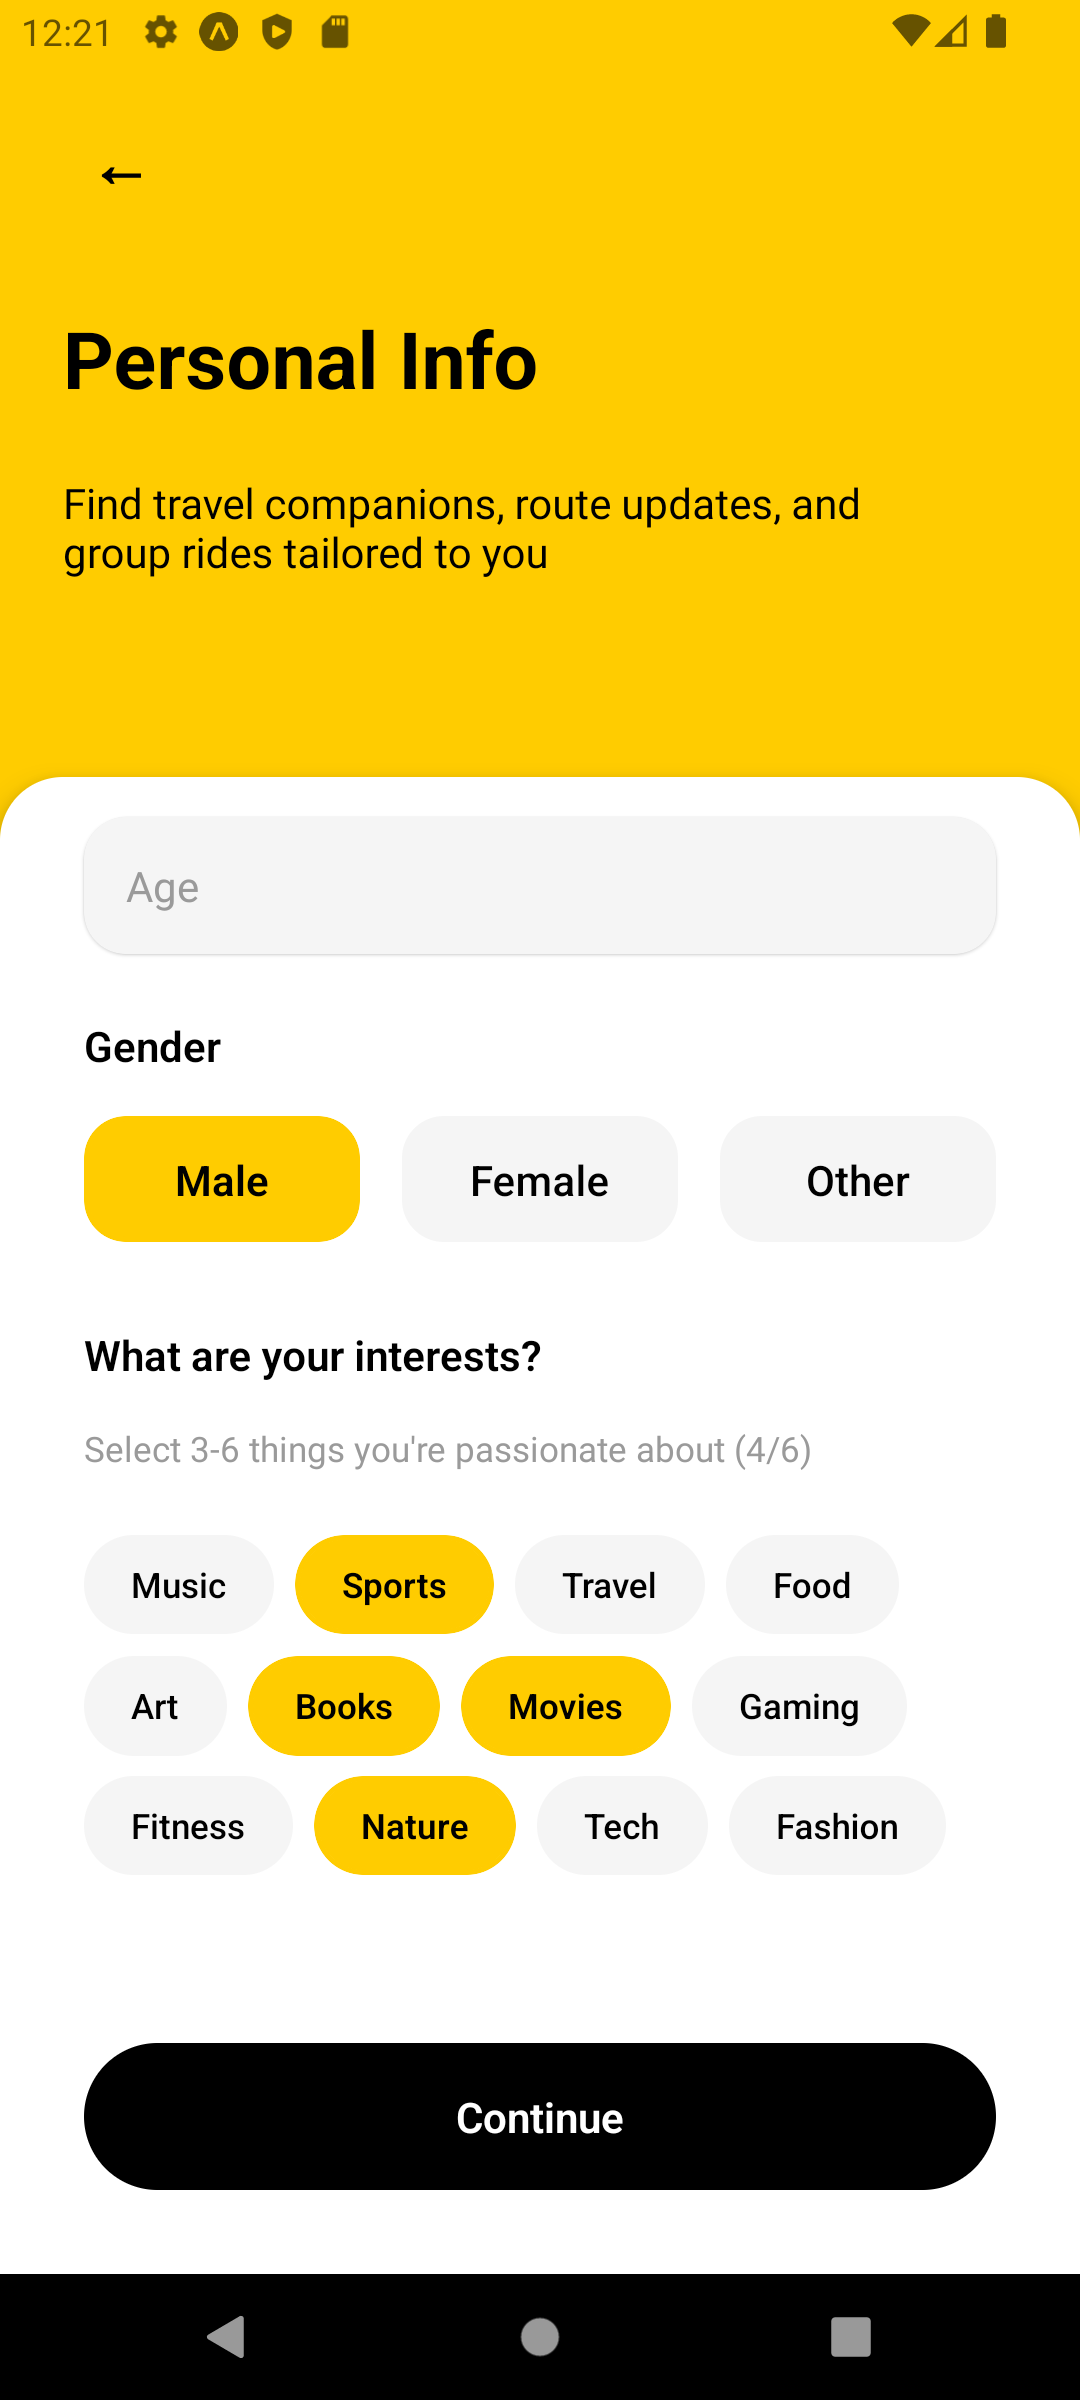 12:21
Personal Info
Find travel companions, route updates, and
group rides tailored to you
Age
Gender
Male Female Other
What are your interests?
Select 3-6 things you're passionate about (4/6)
Music Sports Travel Food
Art Books Movies Gaming
Fitness Nature Tech Fashion
Continue